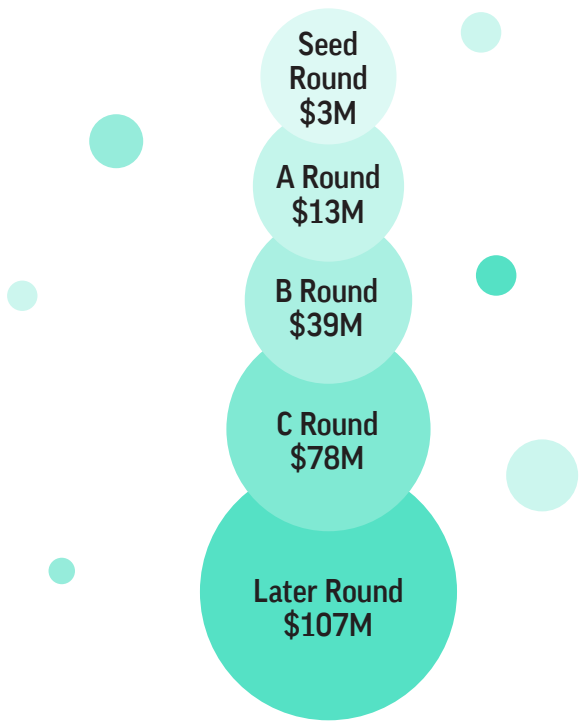 Seed
Round
$3M
A Round
$13M
B Round
$39M
C Round
$78M
Later Round
$107M